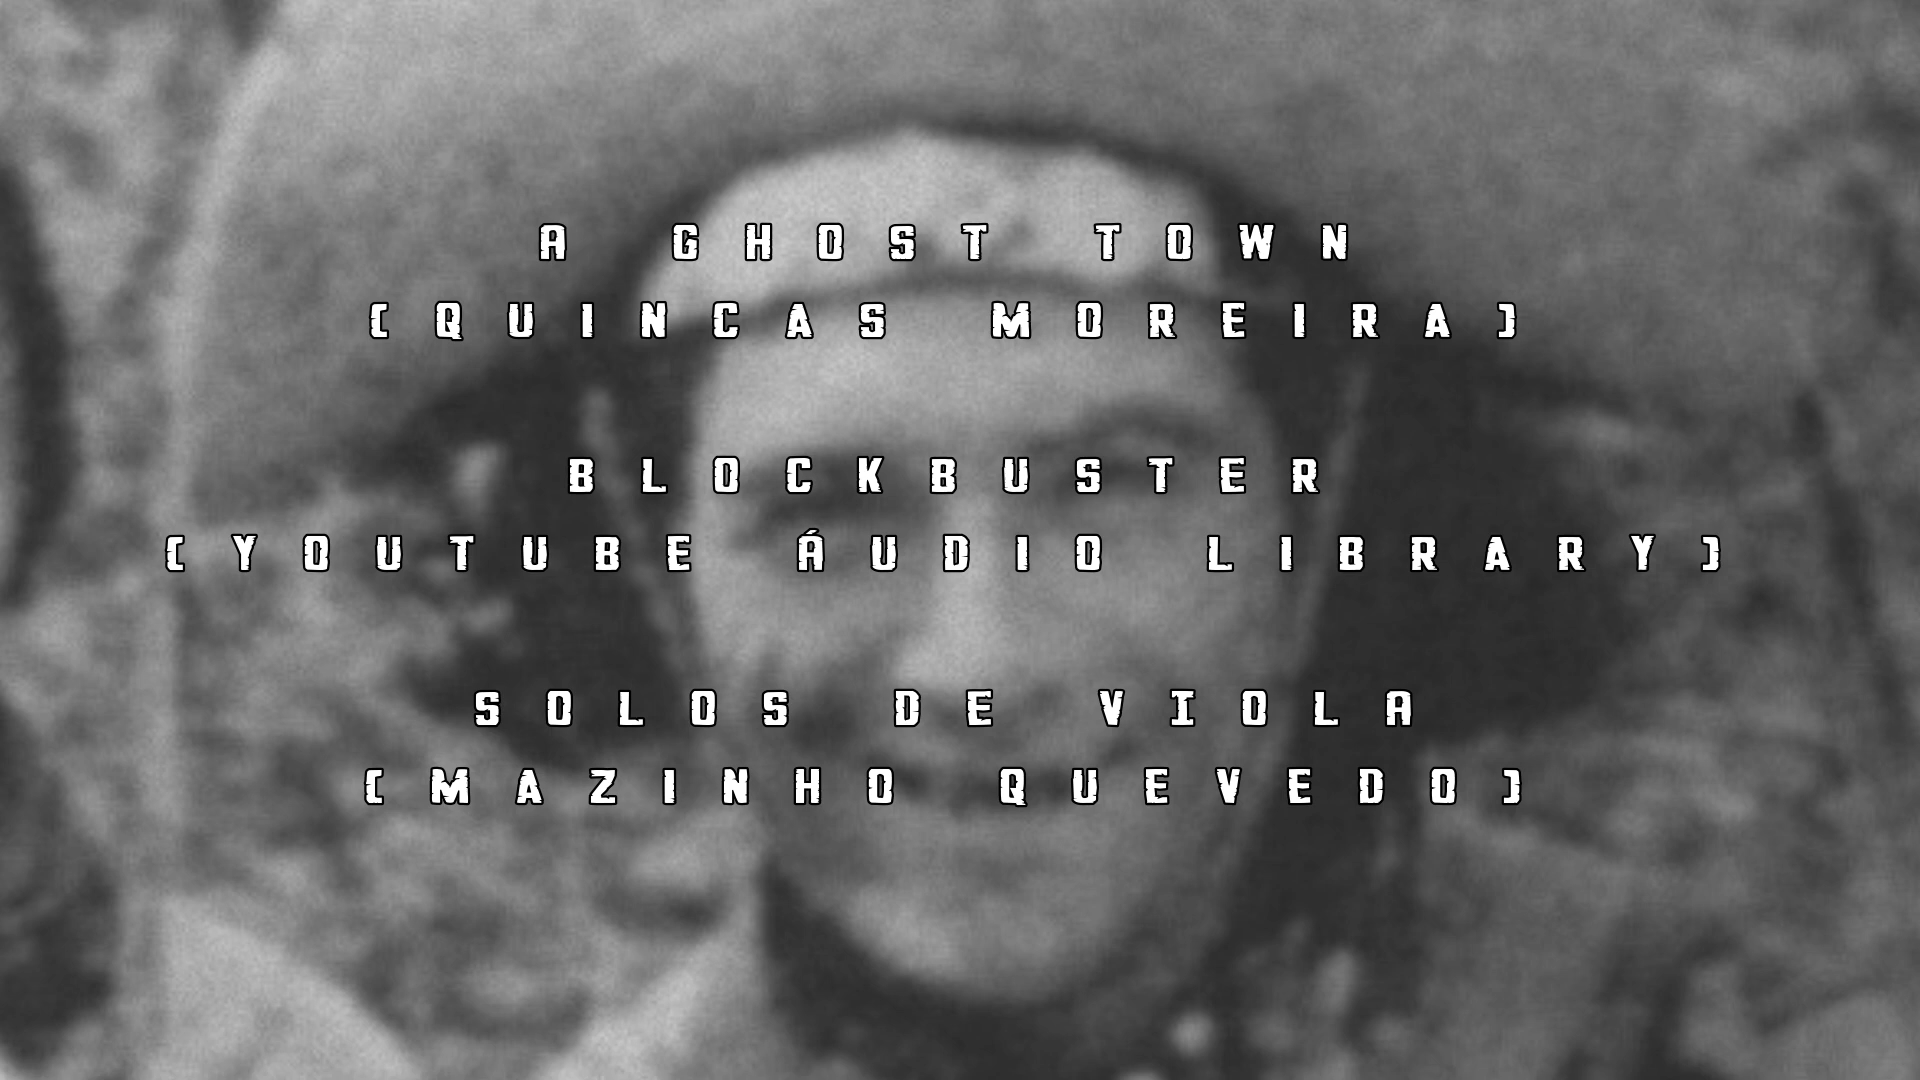 A GHOST TOWN
(QUINCAS MOREIRA)
BLOCKBUSTER
(YOUTUBE ÁUDIO LIBRARY)
SOLOS DE VIOLA
(MAZINHO QUEVEDO)